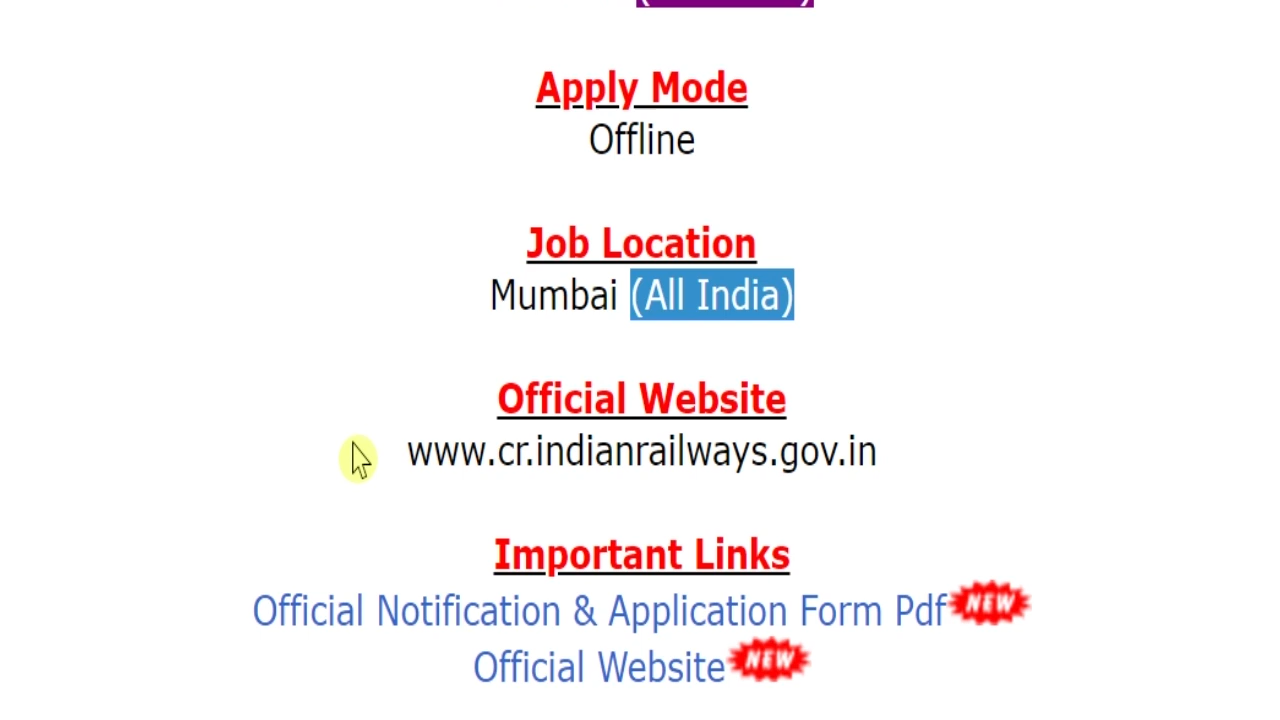 Apply Mode
Offline
Job Location
Mumbai (All India)
Official Website
www.cr.indianrailways.gov.in
Important Links
Official Notification & Application Form Pdf NEW
Official Website NEW